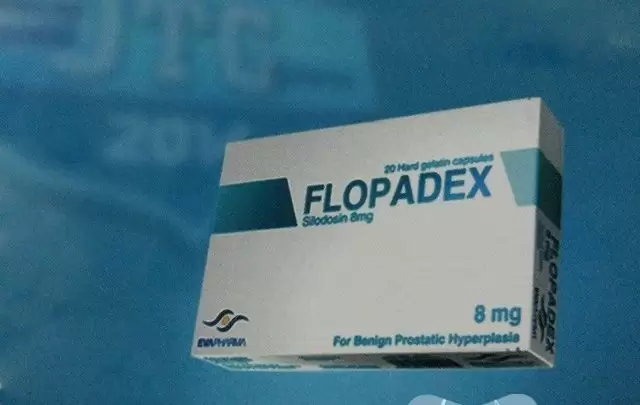 20 Hard gelatin capsules
FLOPADEX
Silodosin 8mg
8 mg
EVAPHARMA
For Benign Prostatic Hyperplasia
FLOPADEX